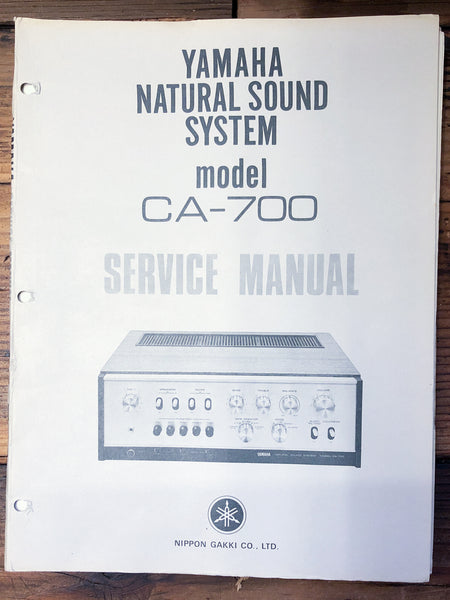 YAMAHA
NATURAL SOUND
SYSTEM
model
CA-700
SERVICE MANUAL
YAMAHA
NIPPON GAKKI CO., LTD.